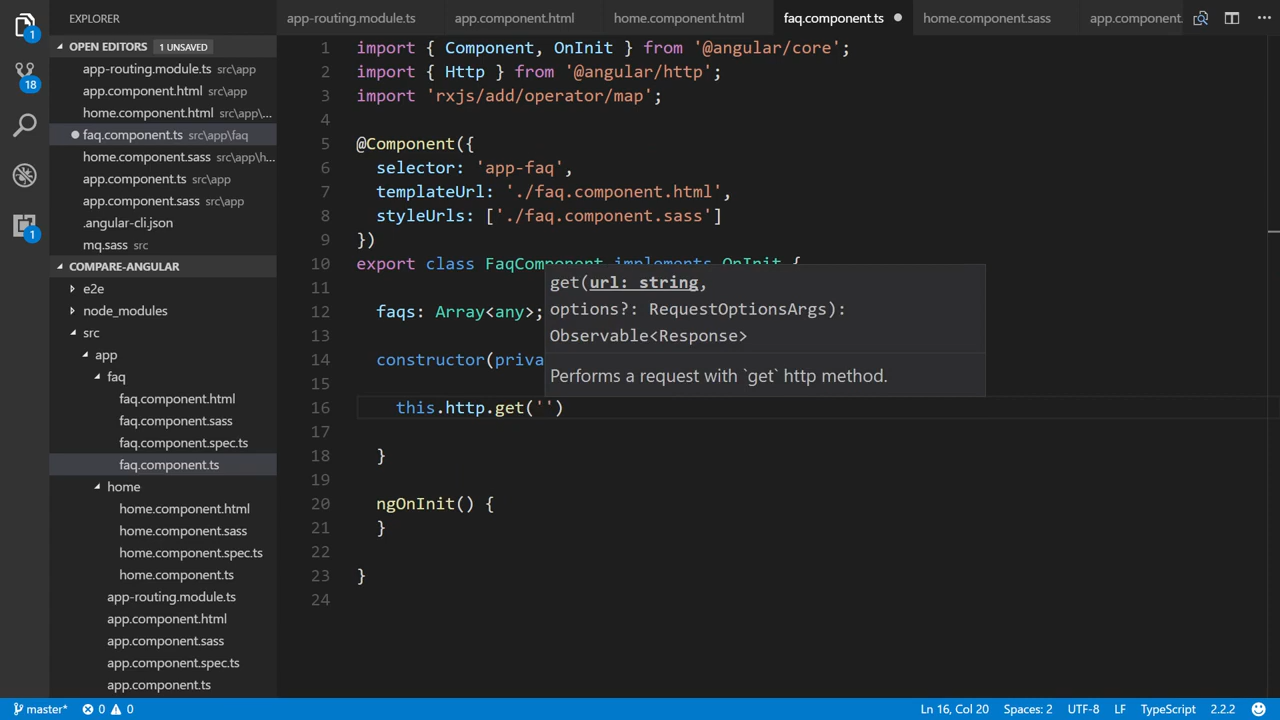 EXPLORER
app-routing.module.ts
app.component.html
home.component.html
faq.component.ts
home.component.sass
app.component.
OPEN EDITORS 1 UNSAVED
app-routing.module.ts src\app
app.component.html src\app
home.component.html src\app\...
faq.component.ts src\app\faq
home.component.sass src\app\h...
app.component.ts src\app
app.component.sass src\app
.angular-cli.json
mq.sass src
COMPARE-ANGULAR
e2e
node_modules
src
app
faq
faq.component.html
faq.component.sass
faq.component.spec.ts
faq.component.ts
home
home.component.html
home.component.sass
home.component.spec.ts
home.component.ts
app-routing.module.ts
app.component.html
app.component.sass
app.component.spec.ts
app.component.ts
1
18
1
1 import { Component, OnInit } from '@angular/core';
2 import { Http } from '@angular/http';
3 import 'rxjs/add/operator/map';
4
5 @Component({
6 selector: 'app-faq',
7 templateUrl: './faq.component.html',
8 styleUrls: ['./faq.component.sass']
9 })
10 export class FaqComponent implements OnInit {
11
12 faqs: Array<any>;
13
14 constructor(priva
15
16 this.http.get('')
17
18 }
19
20 ngOnInit() {
21 }
22
23 }
24
get(url: string,
options?: RequestOptionsArgs):
Observable<Response>
Performs a request with `get` http method.
master* 0 0
Ln 16, Col 20 Spaces: 2 UTF-8 LF TypeScript 2.2.2